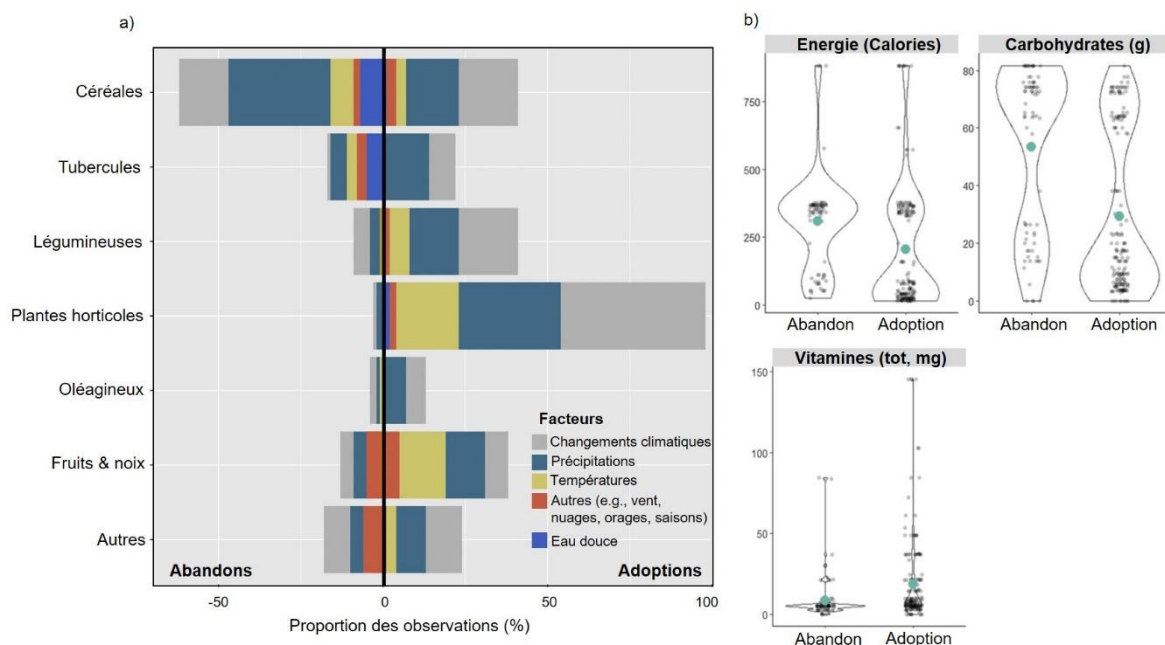 a)
Céréales
Tubercules
Légumineuses
Plantes horticoles
Oléagineux
Fruits & noix
Autres
Facteurs
Changements climatiques
Précipitations
Températures
Autres (e.g., vent,
nuages, orages, saisons)
Eau douce
Abandons
Adoptions
-50
0
50
100
Proportion des observations (%)
b)
Energie (Calories)
750
500
250
0
Abandon
Adoption
Carbohydrates (g)
80
60
40
20
0
Abandon
Adoption
Vitamines (tot, mg)
150
100
50
0
Abandon
Adoption